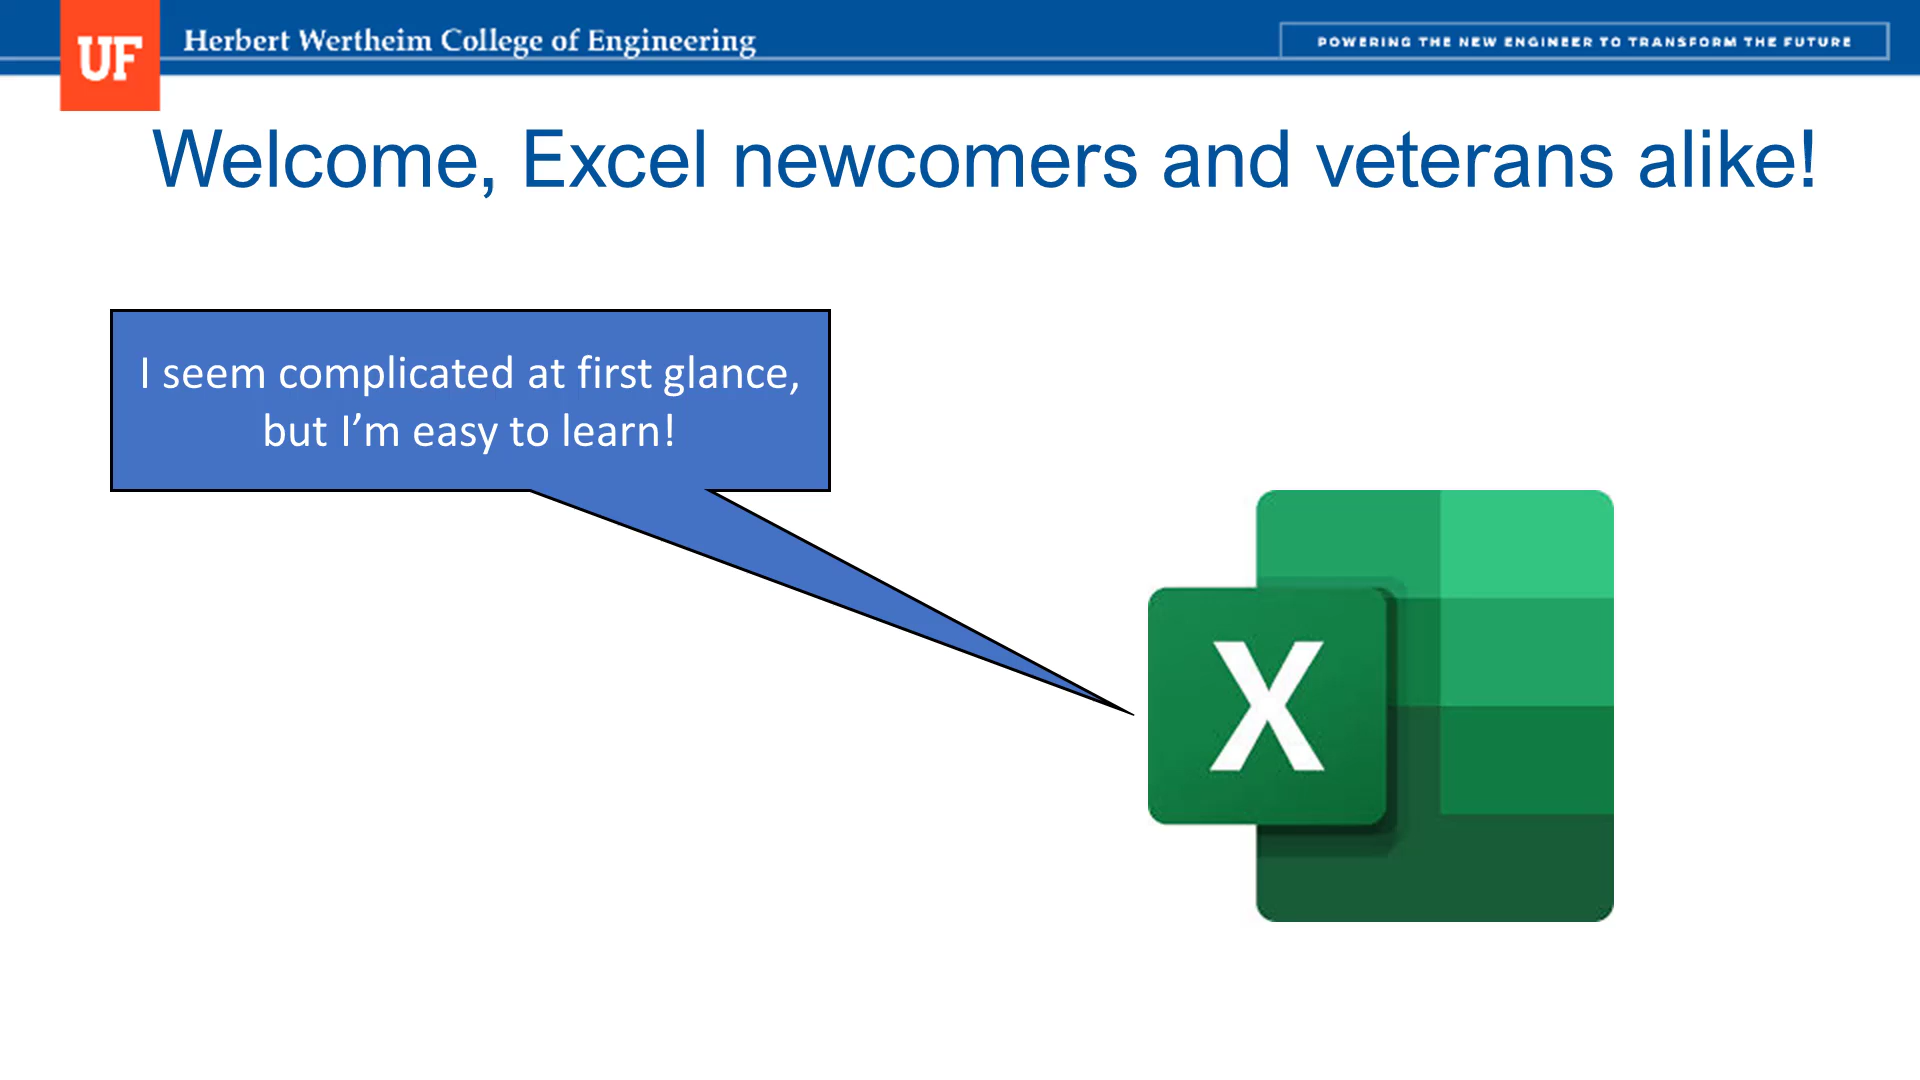 UF
Herbert Wertheim College of Engineering
POWERING THE NEW ENGINEER TO TRANSFORM THE FUTURE
Welcome, Excel newcomers and veterans alike!
I seem complicated at first glance,
but I’m easy to learn!
X